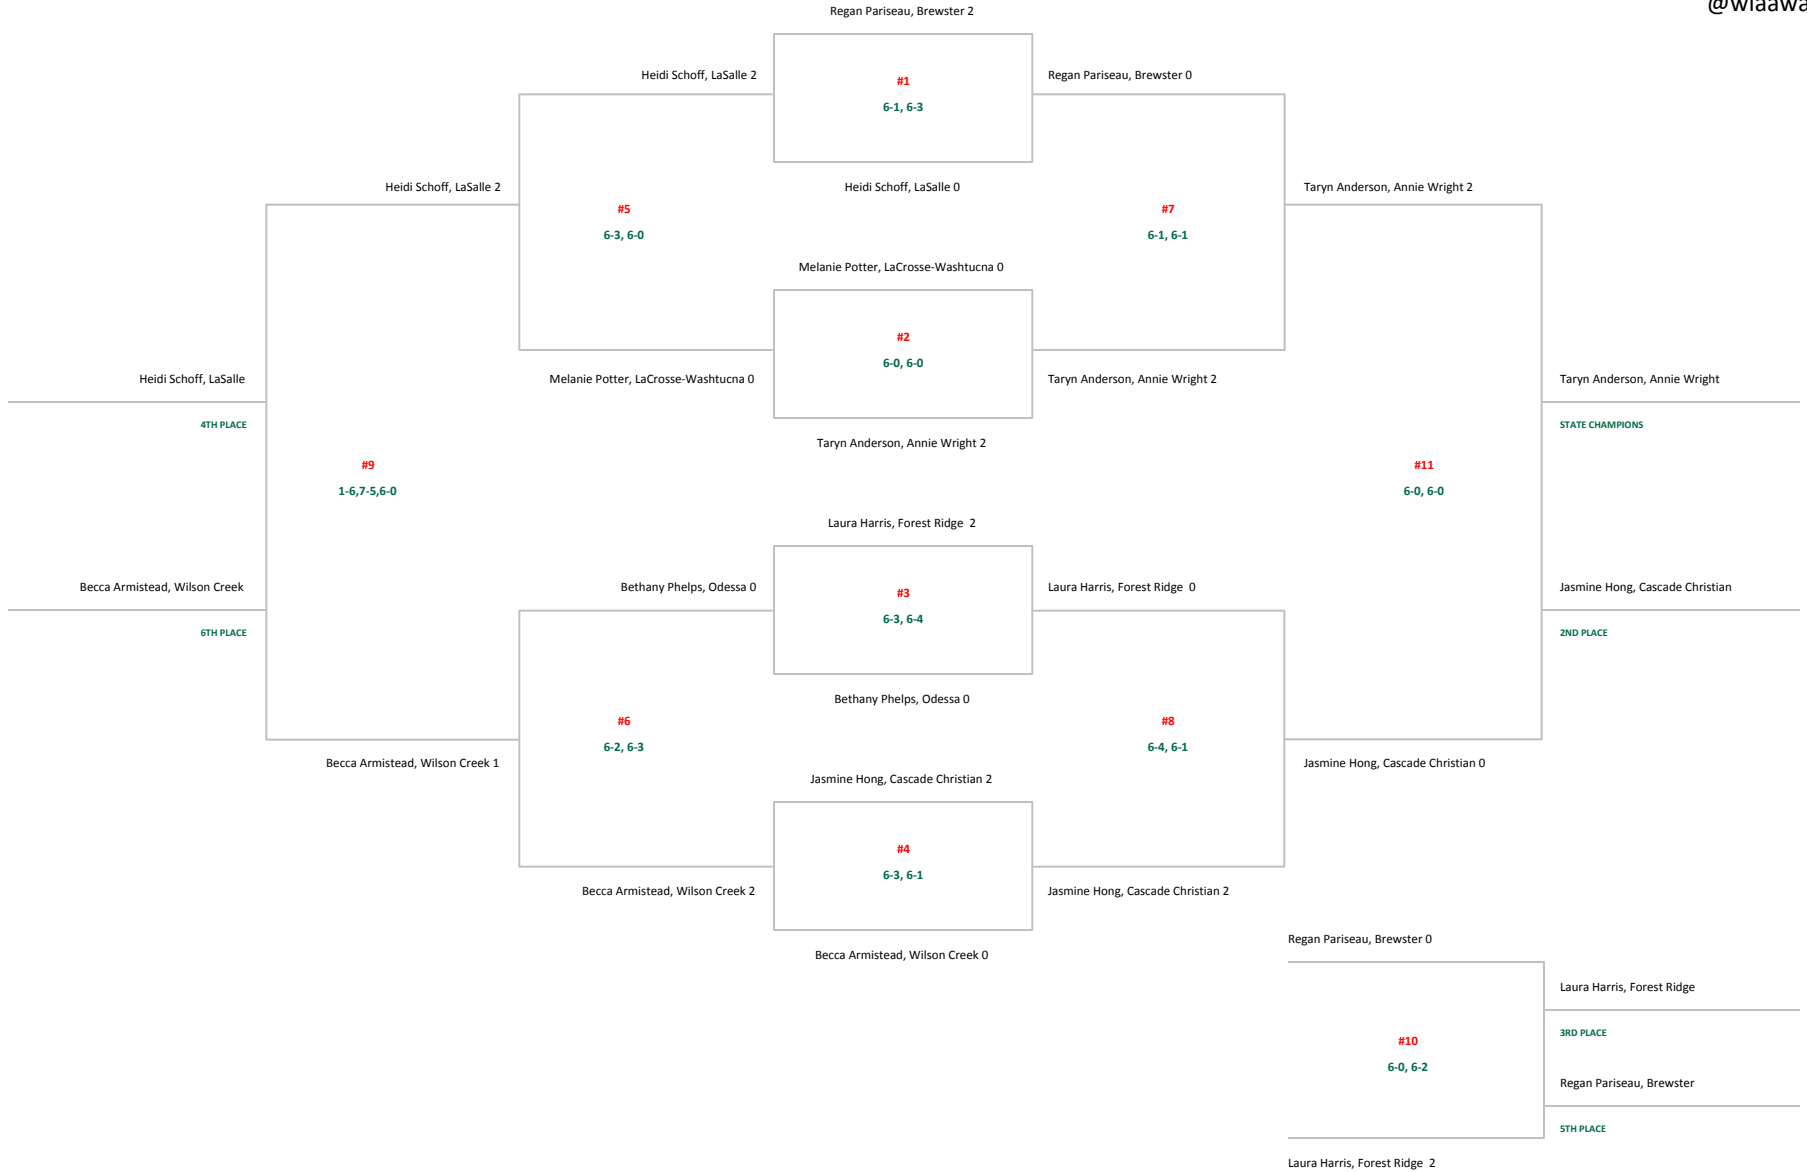 @wiaawa
Regan Pariseau, Brewster 2
Heidi Schoff, LaSalle 2
#1
Regan Pariseau, Brewster 0
6-1, 6-3
Heidi Schoff, LaSalle 2
Heidi Schoff, LaSalle 0
Taryn Anderson, Annie Wright 2
#5
#7
6-3, 6-0
6-1, 6-1
Melanie Potter, LaCrosse-Washtucna 0
#2
6-0, 6-0
Heidi Schoff, LaSalle
Melanie Potter, LaCrosse-Washtucna 0
Taryn Anderson, Annie Wright 2
Taryn Anderson, Annie Wright
4TH PLACE
STATE CHAMPIONS
Taryn Anderson, Annie Wright 2
#9
#11
1-6,7-5,6-0
6-0, 6-0
Laura Harris, Forest Ridge 2
Becca Armistead, Wilson Creek
Bethany Phelps, Odessa 0
#3
Laura Harris, Forest Ridge 0
Jasmine Hong, Cascade Christian
6-3, 6-4
6TH PLACE
2ND PLACE
Bethany Phelps, Odessa 0
#6
#8
6-2, 6-3
6-4, 6-1
Becca Armistead, Wilson Creek 1
Jasmine Hong, Cascade Christian 0
Jasmine Hong, Cascade Christian 2
#4
6-3, 6-1
Becca Armistead, Wilson Creek 2
Jasmine Hong, Cascade Christian 2
Regan Pariseau, Brewster 0
Becca Armistead, Wilson Creek 0
Laura Harris, Forest Ridge
3RD PLACE
#10
6-0, 6-2
Regan Pariseau, Brewster
5TH PLACE
Laura Harris, Forest Ridge 2